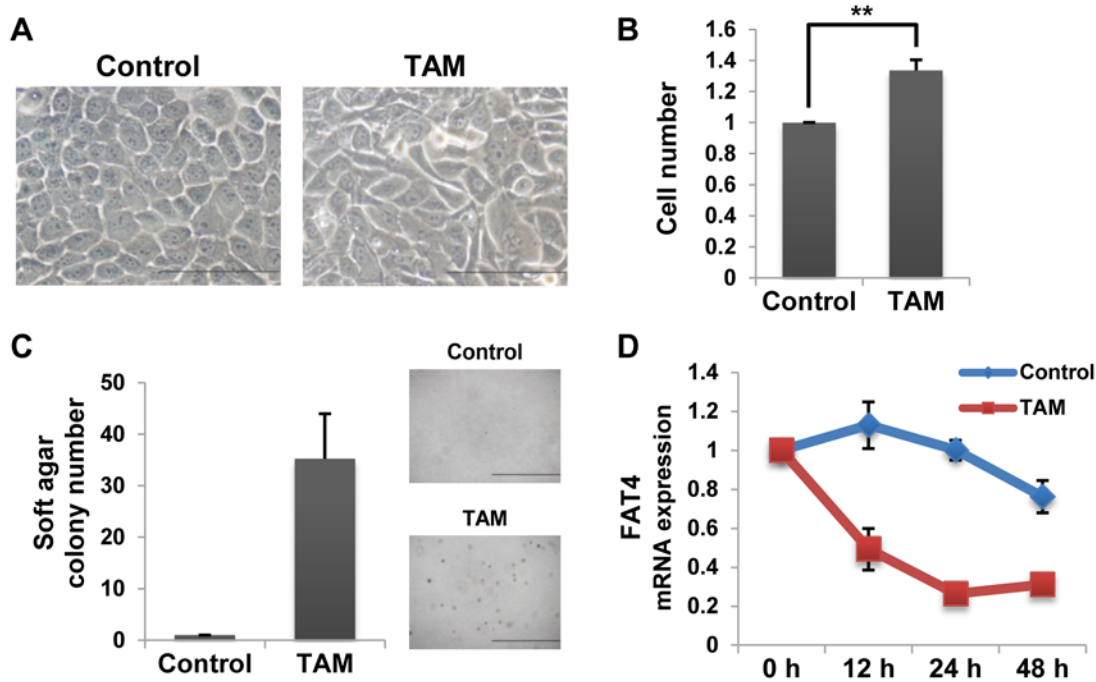 A
Control
TAM
B
**
Cell number
1.6
1.4
1.2
1
0.8
0.6
0.4
0.2
0
Control
TAM
C
Soft agar
colony number
50
40
30
20
10
0
Control
TAM
Control
TAM
D
FAT4
mRNA expression
1.4
1.2
1
0.8
0.6
0.4
0.2
0
Control
TAM
0 h
12 h
24 h
48 h